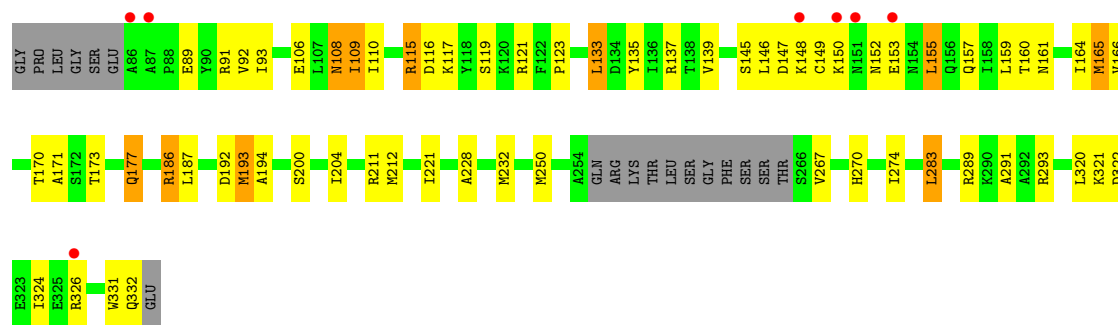 GLY PRO LEU GLY SER GLU A86 A87 P88 E89 Y90 R91 V92 I93 E106 L107 N108 I109 I110 R115 D116 K117 Y118 S119 K120 R121 F122 P123 L133 D134 Y135 I136 R137 T138 V139 S145 L146 D147 K148 C149 K150 N151 N152 E153 N154 L155 Q156 Q157 I158 L159 T160 N161 I164 M165
T170 A171 S172 T173 Q177 R186 L187 D192 M193 A194 S200 I204 R211 M212 I221 A228 M232 M250 A254 GLN ARG LYS THR LEU SER GLY PHE SER SER THR S266 V267 H270 I274 L283 R289 K290 A291 A292 R293 L320 K321
E323 I324 E325 R326 W331 Q332 GLU